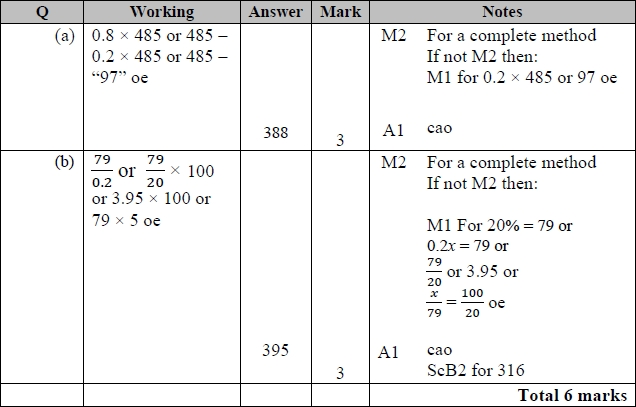 Q Working Answer Mark Notes
(a) 0.8 × 485 or 485 – M2 For a complete method
0.2 × 485 or 485 – If not M2 then:
“97” oe M1 for 0.2 × 485 or 97 oe
388 3 A1 cao
(b) 79/0.2 or 79/20 × 100 M2 For a complete method
or 3.95 × 100 or If not M2 then:
79 × 5 oe
M1 For 20% = 79 or
0.2x = 79 or
79/20 or 3.95 or
x/79 = 100/20 oe
395 A1 cao
3 ScB2 for 316
Total 6 marks